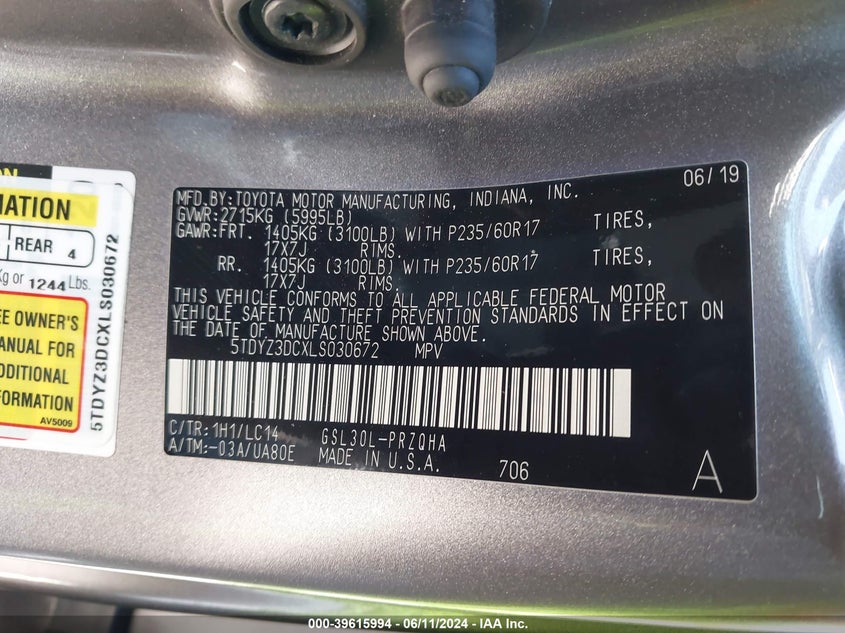 ON
MATION
REAR 4
Kg or 1244 Lbs.
EE OWNER'S
ANUAL FOR
DDITIONAL
FORMATION
AV5009
5TDYZ3DCXLS030672
MFD.BY:TOYOTA MOTOR MANUFACTURING, INDIANA, INC. 06/19
GVWR:2715KG (5995LB)
GAWR:FRT. 1405KG (3100LB) WITH P235/60R17 TIRES,
17X7J RIMS.
RR. 1405KG (3100LB) WITH P235/60R17 TIRES,
17X7J RIMS.
THIS VEHICLE CONFORMS TO ALL APPLICABLE FEDERAL MOTOR
VEHICLE SAFETY AND THEFT PREVENTION STANDARDS IN EFFECT ON
THE DATE OF MANUFACTURE SHOWN ABOVE.
5TDYZ3DCXLS030672 MPV
C/TR:1H1/LC14 GSL30L-PRZQHA
A/TM:-03A/UA80E MADE IN U.S.A. 706 A
000-39615994 - 06/11/2024 - IAA Inc.